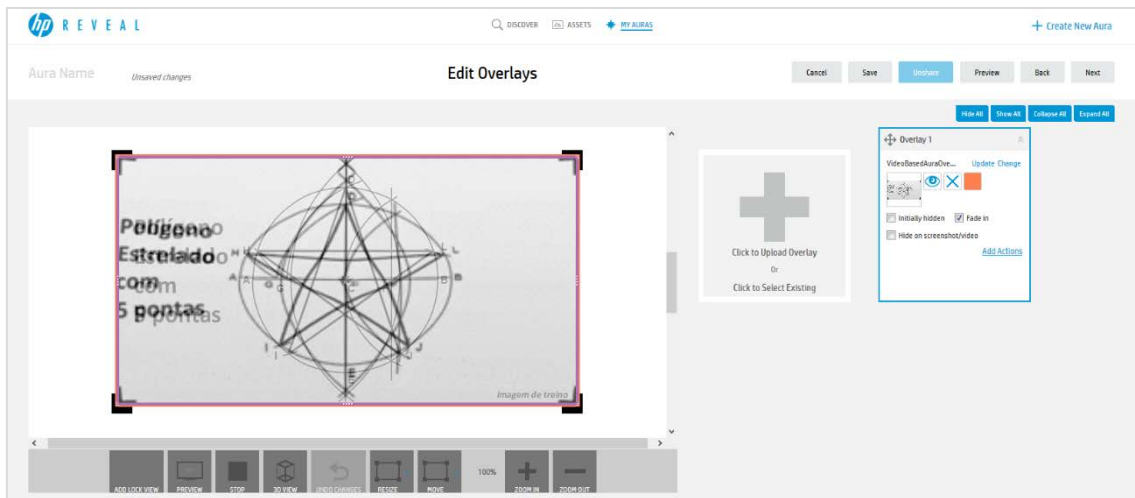 hp REVEAL
DISCOVER ASSETS MY AURAS
+ Create New Aura
Aura Name Unsaved changes
Edit Overlays
Cancel Save Unshare Preview Back Next
Hide All Show All Collapse All Expand All
Overlay 1
VideoBasedAuraOve... Update Change
Initially hidden Fade in
Hide on screenshot/video
Add Actions
Click to Upload Overlay
Or
Click to Select Existing
Polígono
Estrelado
com
5 pontas
H L
A B
I J
Imagem de treino
ADD LOCK VIEW PREVIEW STOP 3D VIEW UNDO CHANGES RESIZE MOVE 100% ZOOM IN ZOOM OUT